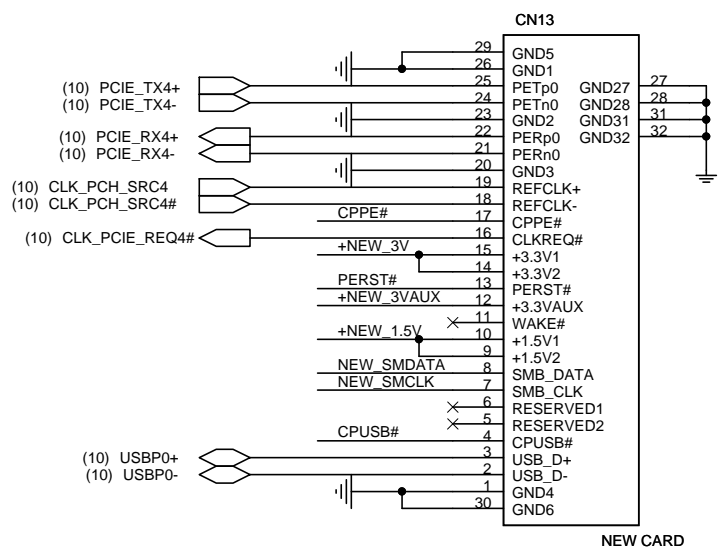 CN13
29 GND5
26 GND1
(10) PCIE_TX4+ 25 PETp0 GND27 27
(10) PCIE_TX4- 24 PETn0 GND28 28
23 GND2 GND31 31
(10) PCIE_RX4+ 22 PERp0 GND32 32
(10) PCIE_RX4- 21 PERn0
20 GND3
(10) CLK_PCH_SRC4 19 REFCLK+
(10) CLK_PCH_SRC4# 18 REFCLK-
CPPE# 17 CPPE#
(10) CLK_PCIE_REQ4# 16 CLKREQ#
+NEW_3V 15 +3.3V1
14 +3.3V2
PERST# 13 PERST#
+NEW_3VAUX 12 +3.3VAUX
11 WAKE#
+NEW_1.5V 10 +1.5V1
9 +1.5V2
NEW_SMDATA 8 SMB_DATA
NEW_SMCLK 7 SMB_CLK
6 RESERVED1
5 RESERVED2
CPUSB# 4 CPUSB#
(10) USBP0+ 3 USB_D+
(10) USBP0- 2 USB_D-
1 GND4
30 GND6
NEW CARD